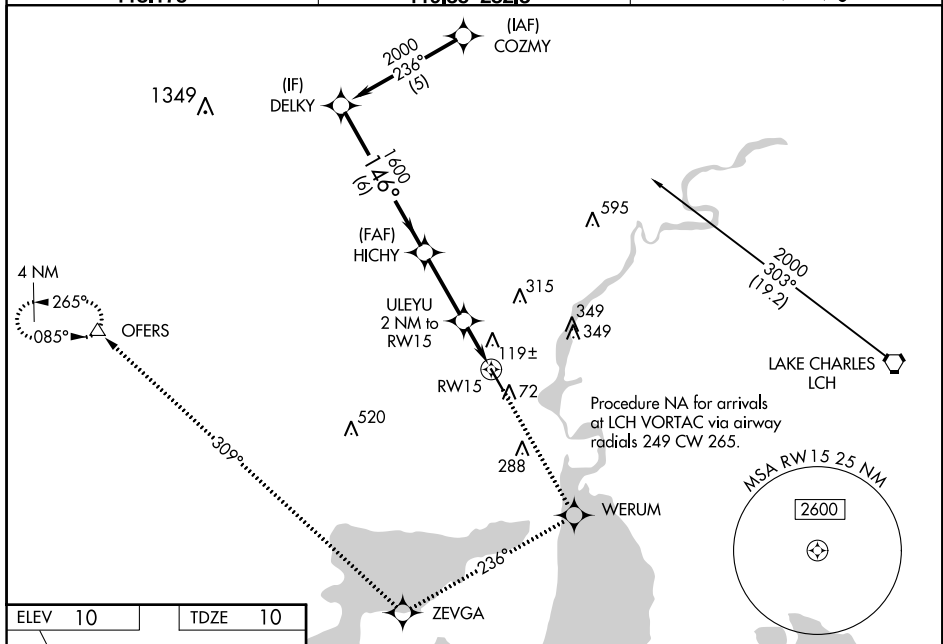 (IAF)
COZMY
2000
236°
(5)
(IF)
DELKY
1349
1600
146°
(6)
595
(FAF)
HICHY
2000
303°
(19.2)
4 NM
265°
085°
OFERS
315
ULEYU
2 NM to
RW15
349
349
119±
RW15
72
LAKE CHARLES
LCH
Procedure NA for arrivals
at LCH VORTAC via airway
radials 249 CW 265.
520
309°
288
MSA RW15 25 NM
2600
WERUM
236°
ZEVGA
ELEV 10
TDZE 10